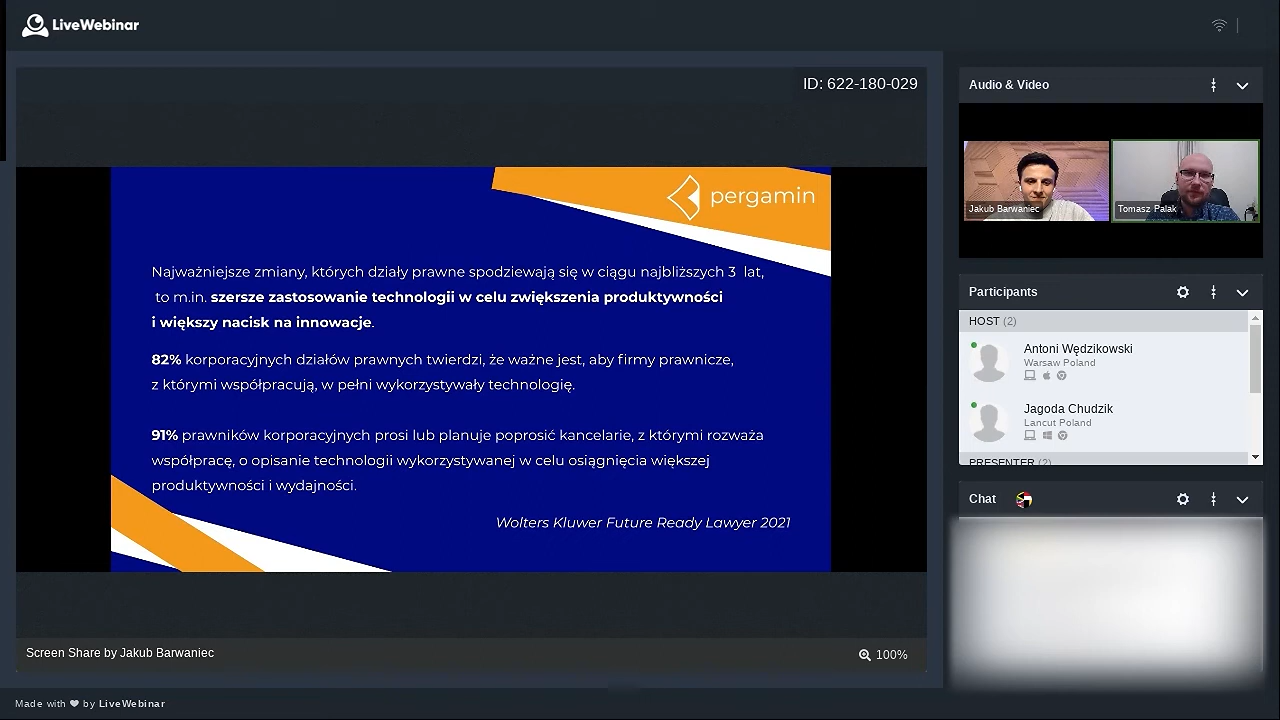 LiveWebinar
ID: 622-180-029
pergamin
Najważniejsze zmiany, których działy prawne spodziewają się w ciągu najbliższych 3 lat,
to m.in. szersze zastosowanie technologii w celu zwiększenia produktywności
i większy nacisk na innowacje.
82% korporacyjnych działów prawnych twierdzi, że ważne jest, aby firmy prawnicze,
z którymi współpracują, w pełni wykorzystywały technologię.
91% prawników korporacyjnych prosi lub planuje poprosić kancelarie, z którymi rozważa
współpracę, o opisanie technologii wykorzystywanej w celu osiągnięcia większej
produktywności i wydajności.
Wolters Kluwer Future Ready Lawyer 2021
Screen Share by Jakub Barwaniec
100%
Audio & Video
Jakub Barwaniec
Tomasz Palak
Participants
HOST (2)
Antoni Wędzikowski
Warsaw Poland
Jagoda Chudzik
Lancut Poland
PRESENTER (2)
Chat
Made with ❤ by LiveWebinar